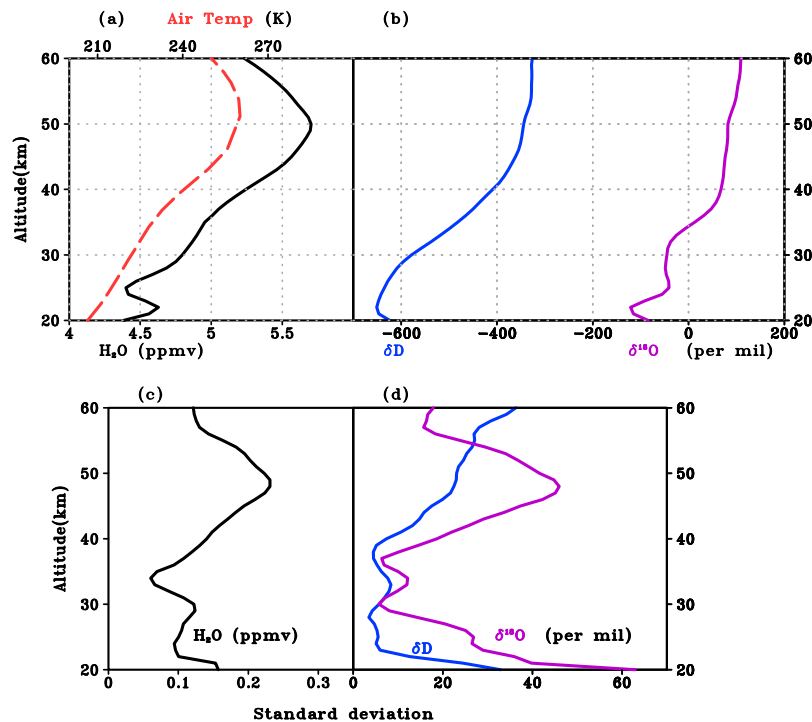 (a) Air Temp (K) (b)
210 240 270
60 60
50 50
Altitude(km)
40 40
30 30
20 20
4 4.5 5 5.5 -600 -400 -200 0 200
H₂O (ppmv) δD δ¹⁸O (per mil)
(c) (d)
60 60
50 50
Altitude(km)
40 40
30 30
H₂O (ppmv) δ¹⁸O (per mil)
δD
20 20
0 0.1 0.2 0.3 0 20 40 60
Standard deviation